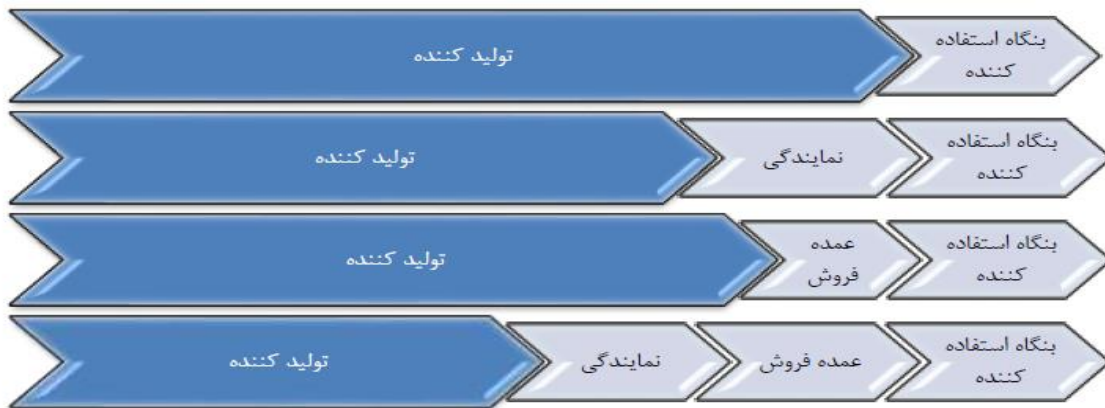 تولید کننده
بنگاه استفاده
کننده
تولید کننده
نمایندگی
بنگاه استفاده
کننده
تولید کننده
عمده
فروش
بنگاه استفاده
کننده
تولید کننده
نمایندگی
عمده فروش
بنگاه استفاده
کننده